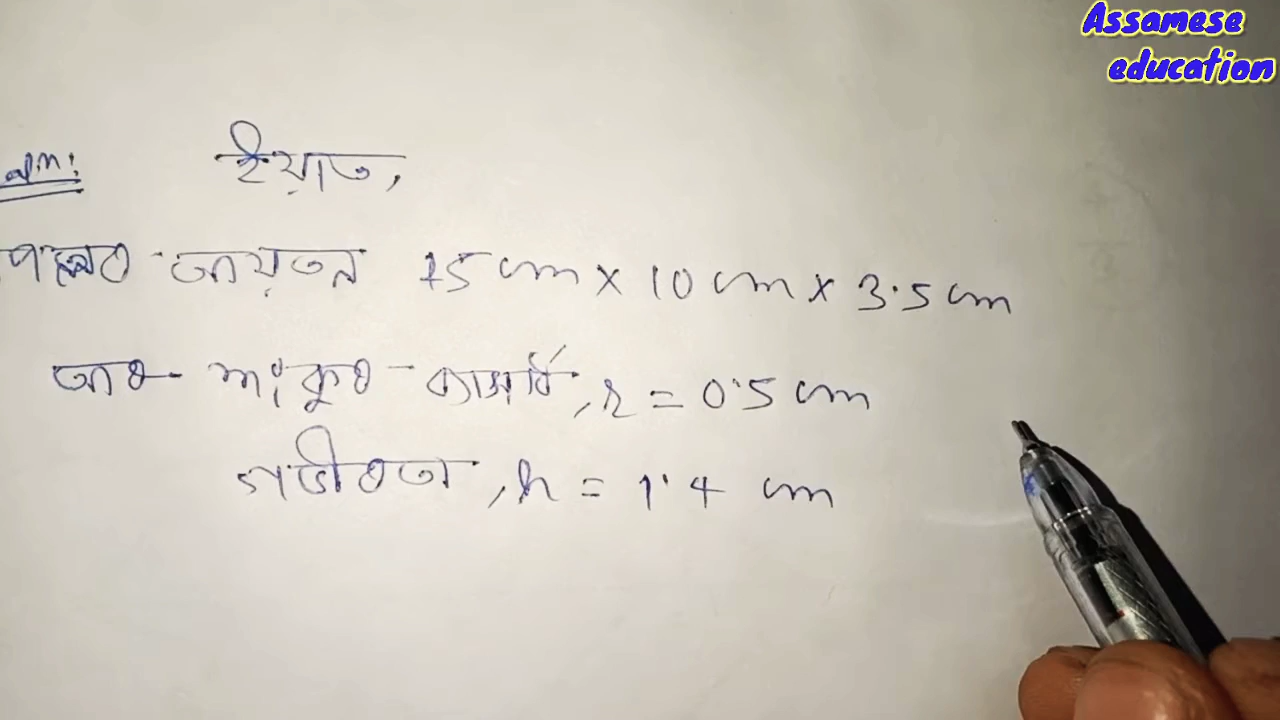 Assamese
education
soln:
ইয়াত,
আয়তন 15 cm × 10 cm × 3.5 cm
আৰু শংকুৰ ব্যাসাৰ্ধ, r = 0.5 cm
গভীৰতা, h = 1.4 cm